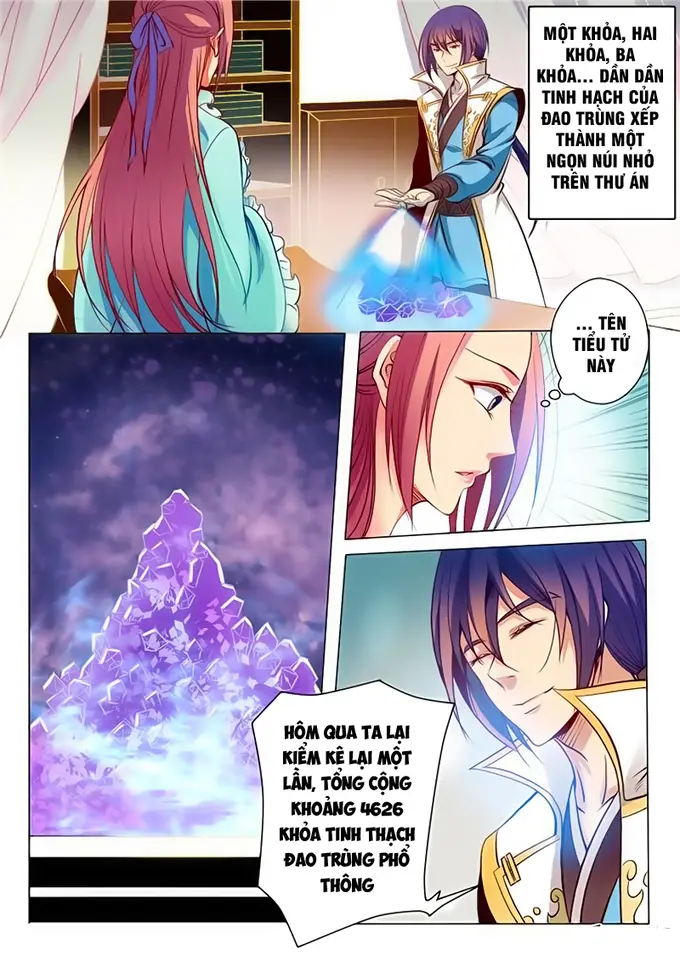 MỘT KHỎA, HAI
KHỎA, BA
KHỎA... DẦN DẦN
TINH HẠCH CỦA
ĐAO TRÙNG XẾP
THÀNH MỘT
NGỌN NÚI NHỎ
TRÊN THƯ ÁN
... TÊN
TIỂU TỬ
NÀY
HÔM QUA TA LẠI
KIỂM KÊ LẠI MỘT
LẦN, TỔNG CỘNG
KHOẢNG 4626
KHỎA TINH THẠCH
ĐAO TRÙNG PHỔ
THÔNG